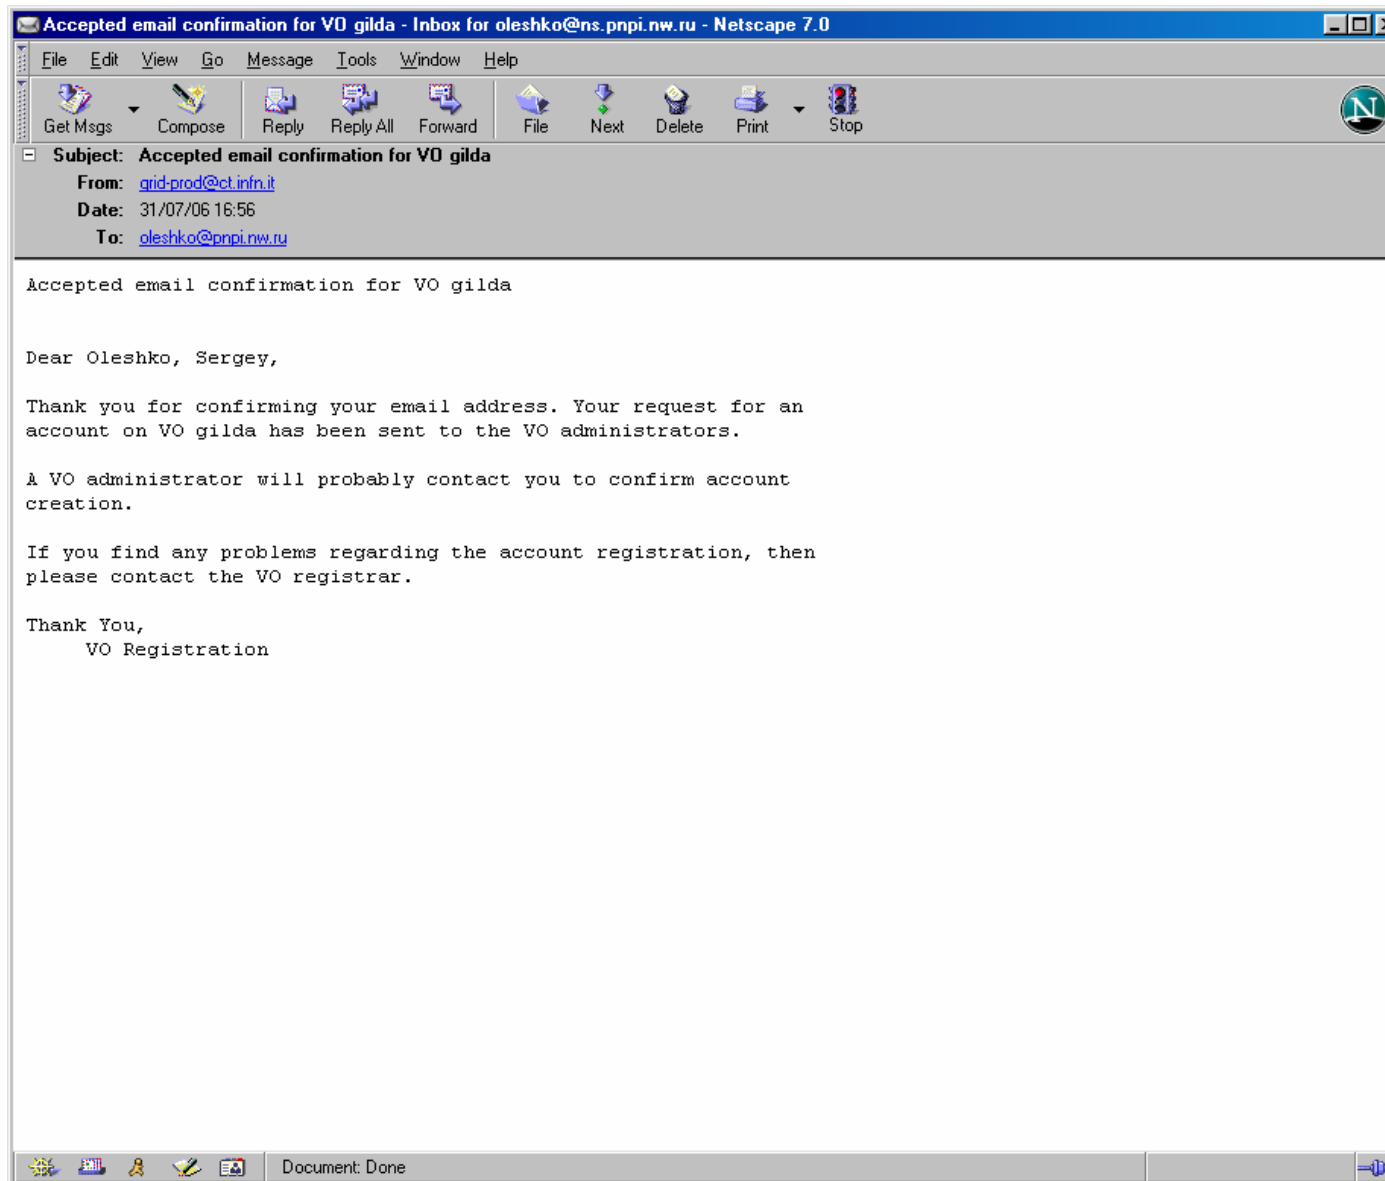 Accepted email confirmation for VO gilda - Inbox for oleshko@ns.pnpi.nw.ru - Netscape 7.0
File Edit View Go Message Tools Window Help
Get Msgs Compose Reply Reply All Forward File Next Delete Print Stop
N
Subject: Accepted email confirmation for VO gilda
From: grid-prod@ct.infn.it
Date: 31/07/06 16:56
To: oleshko@pnpi.nw.ru
Accepted email confirmation for VO gilda
Dear Oleshko, Sergey,
Thank you for confirming your email address. Your request for an
account on VO gilda has been sent to the VO administrators.
A VO administrator will probably contact you to confirm account
creation.
If you find any problems regarding the account registration, then
please contact the VO registrar.
Thank You,
VO Registration
Document: Done